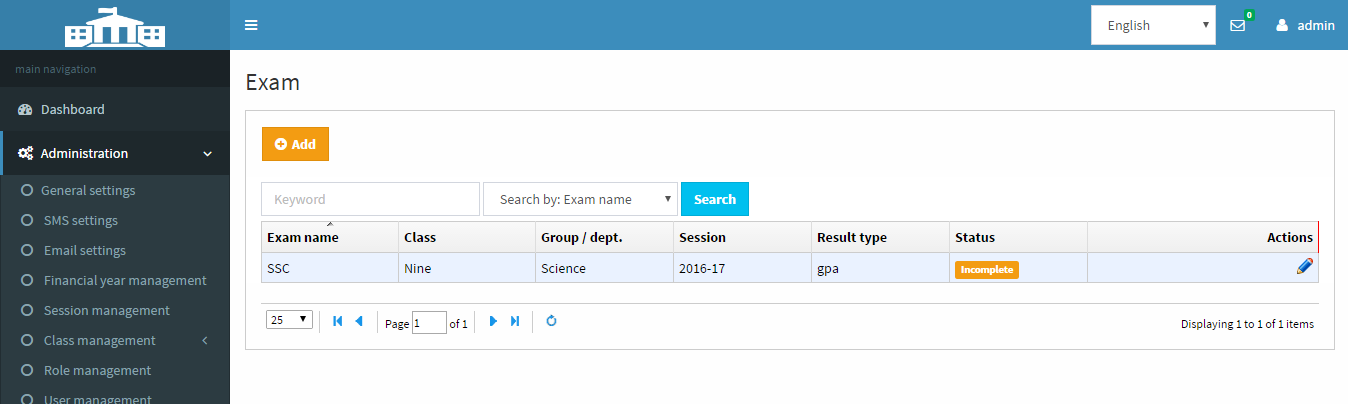 English
0
admin
main navigation
Dashboard
Administration
General settings
SMS settings
Email settings
Financial year management
Session management
Class management
Role management
User management
Exam
Add
Keyword
Search by: Exam name
Search
Exam name Class Group / dept. Session Result type Status Actions
SSC Nine Science 2016-17 gpa Incomplete
25 Page 1 of 1 Displaying 1 to 1 of 1 items